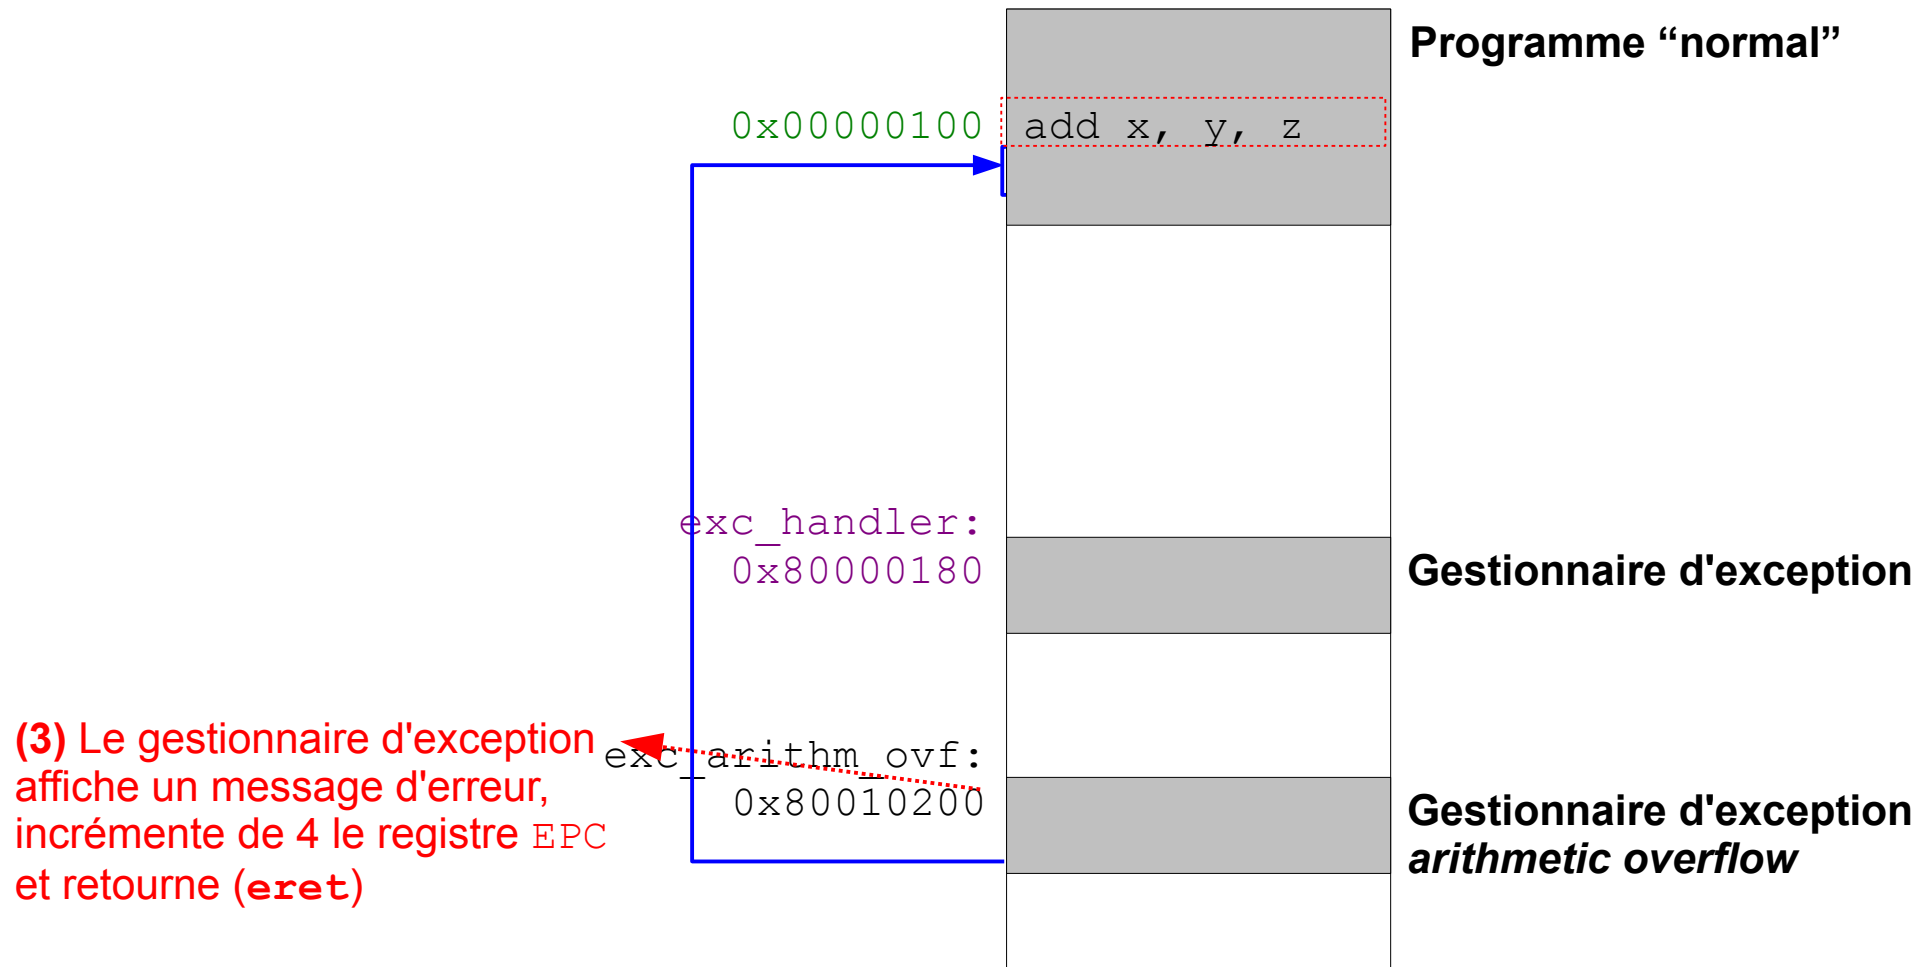 Programme “normal”
0x00000100
add x, y, z
exc_handler:
0x80000180
Gestionnaire d'exception
(3) Le gestionnaire d'exception
affiche un message d'erreur,
incrémente de 4 le registre EPC
et retourne (eret)
exc_arithm_ovf:
0x80010200
Gestionnaire d'exception
arithmetic overflow